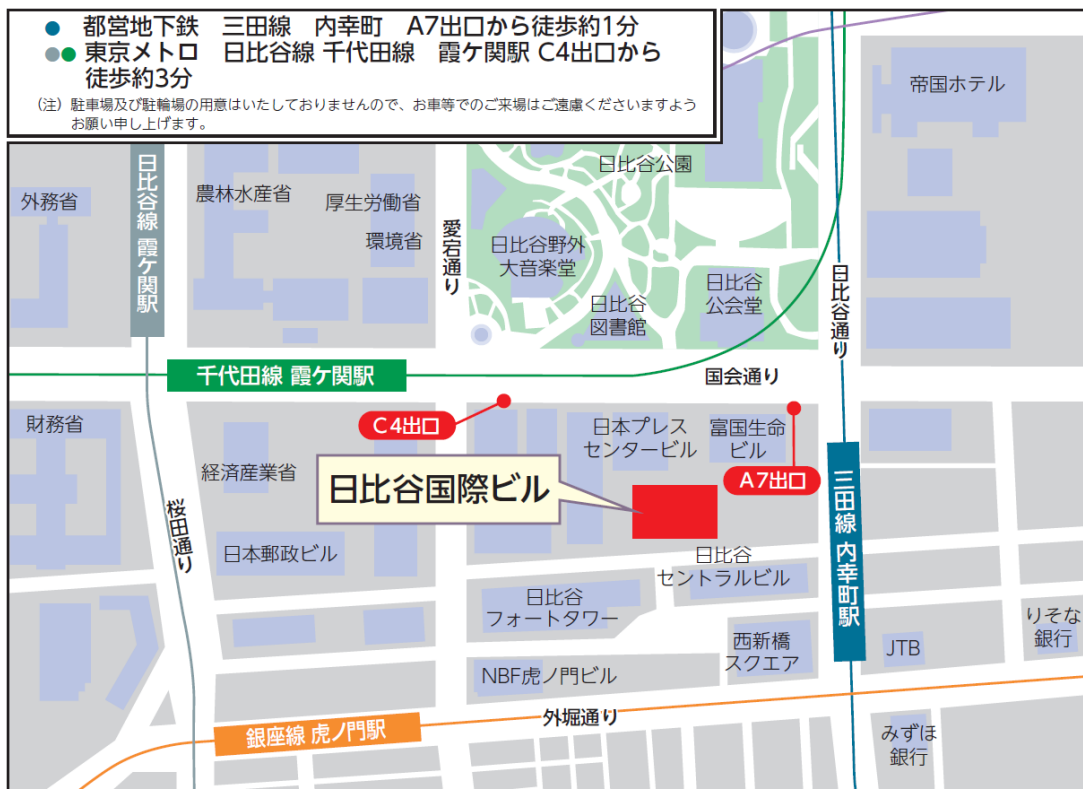 都営地下鉄　三田線　内幸町　A7出口から徒歩約1分
東京メトロ　日比谷線 千代田線　霞ケ関駅 C4出口から
徒歩約3分
（注）駐車場及び駐輪場の用意はいたしておりませんので、お車等でのご来場はご遠慮くださいますよう
お願い申し上げます。
帝国ホテル
日比谷公園
日比谷線 霞ケ関駅
外務省
農林水産省
厚生労働省
環境省
愛宕通り
日比谷野外
大音楽堂
日比谷
図書館
日比谷
公会堂
日比谷通り
千代田線 霞ケ関駅
国会通り
財務省
C4出口
日本プレス
センタービル
富国生命
ビル
経済産業省
A7出口
日比谷国際ビル
三田線 内幸町駅
桜田通り
日本郵政ビル
日比谷
セントラルビル
日比谷
フォートタワー
西新橋
スクエア
JTB
りそな
銀行
NBF虎ノ門ビル
外堀通り
銀座線 虎ノ門駅
みずほ
銀行